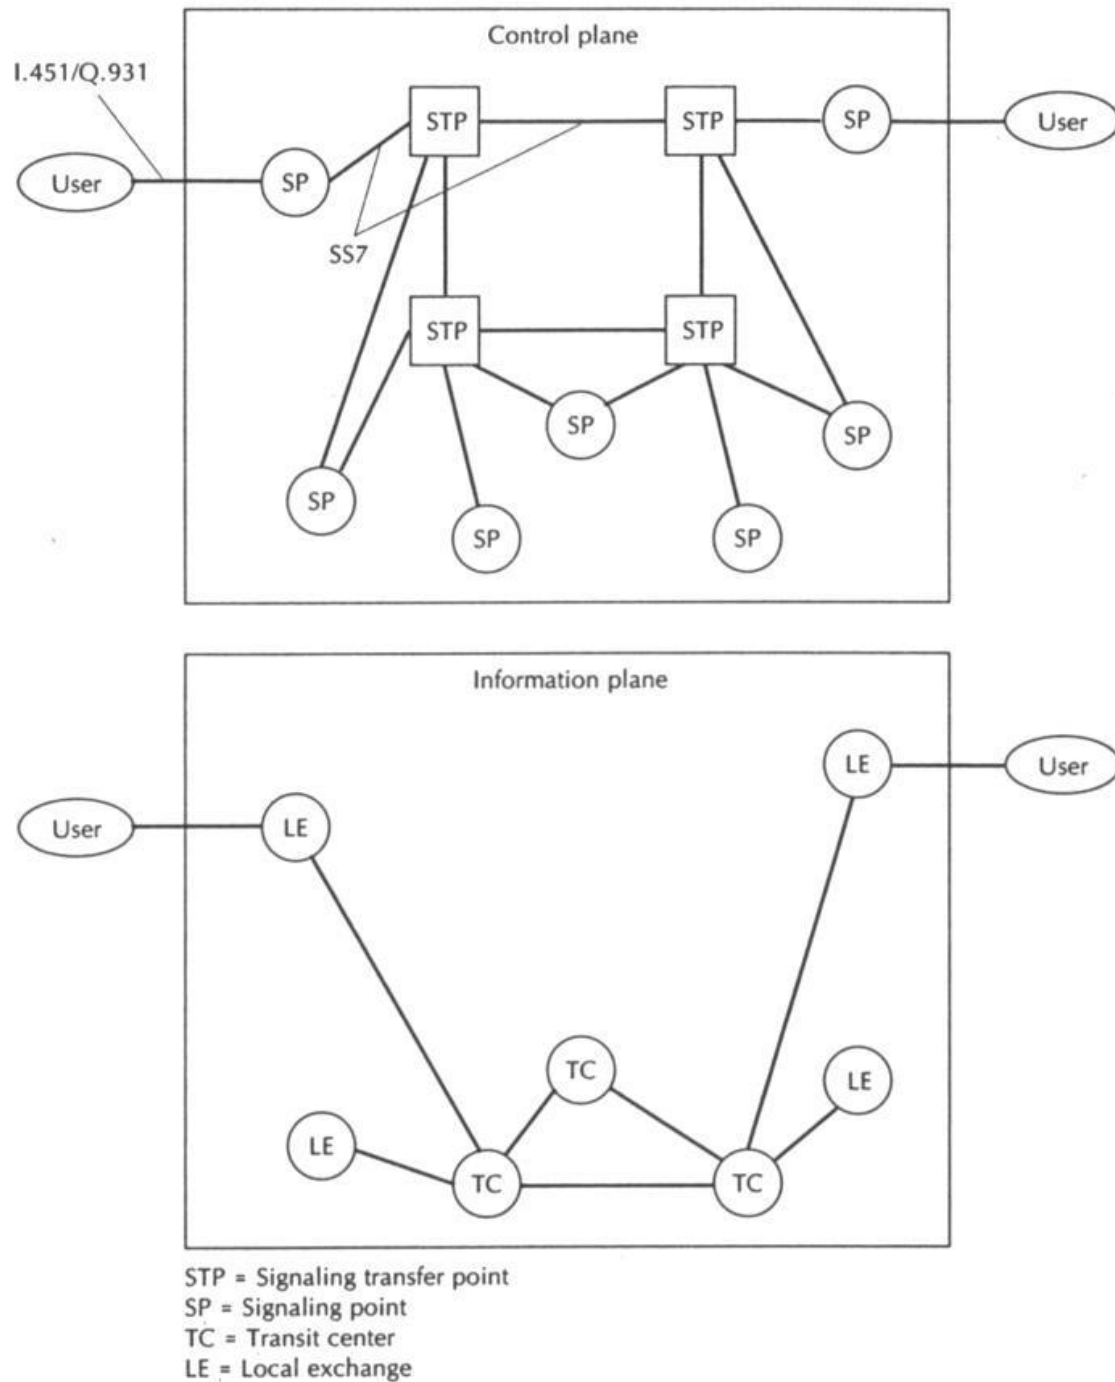 Control plane
I.451/Q.931
STP
STP
SP
User
User
SP
SS7
STP
STP
SP
SP
SP
SP
SP
Information plane
LE
User
User
LE
TC
LE
LE
TC
TC
STP = Signaling transfer point
SP = Signaling point
TC = Transit center
LE = Local exchange